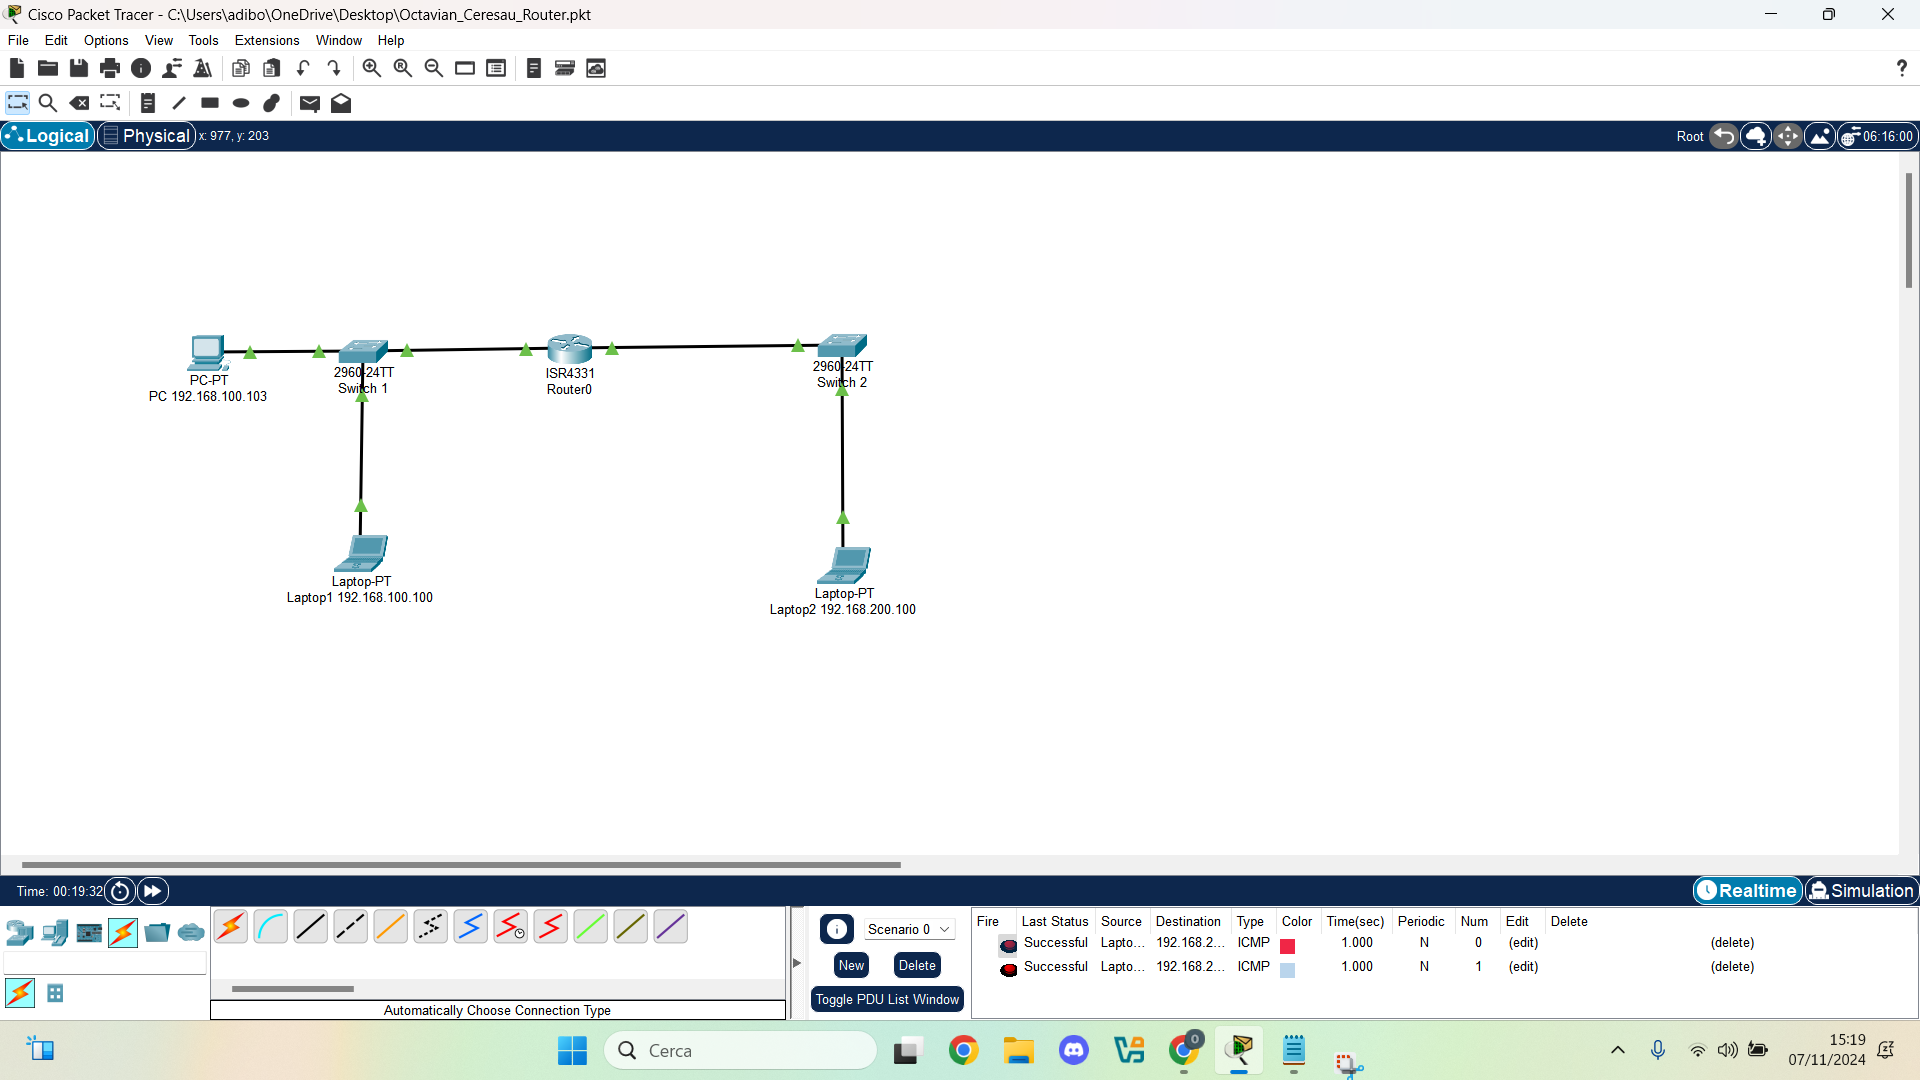 Cisco Packet Tracer - C:\Users\adibo\OneDrive\Desktop\Octavian_Ceresau_Router.pkt
File Edit Options View Tools Extensions Window Help
?
Logical Physical x: 977, y: 203 Root 06:16:00
PC-PT
PC 192.168.100.103
2960-24TT
Switch 1
ISR4331
Router0
2960-24TT
Switch 2
Laptop-PT
Laptop1 192.168.100.100
Laptop-PT
Laptop2 192.168.200.100
Time: 00:19:32 Realtime Simulation
Scenario 0
New Delete
Toggle PDU List Window
Fire Last Status Source Destination Type Color Time(sec) Periodic Num Edit Delete
Successful Lapto... 192.168.2... ICMP 1.000 N 0 (edit) (delete)
Successful Lapto... 192.168.2... ICMP 1.000 N 1 (edit) (delete)
Automatically Choose Connection Type
Cerca
0
15:19
07/11/2024